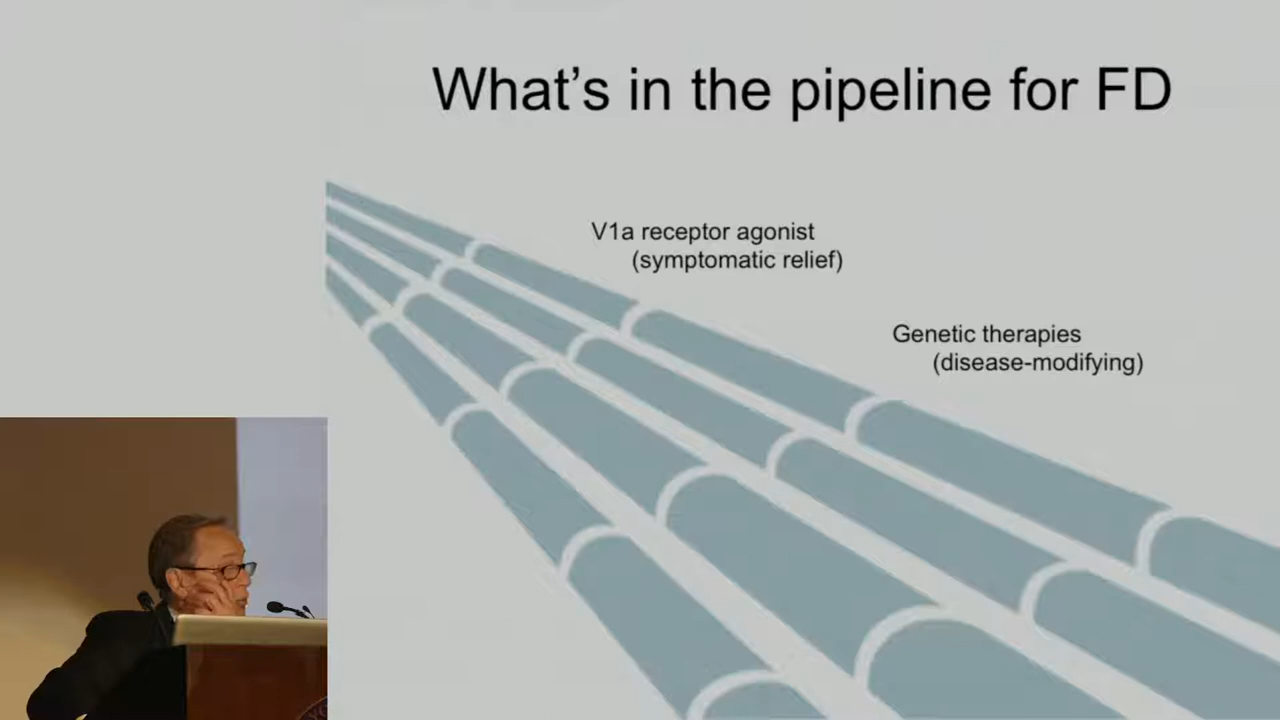 What's in the pipeline for FD
V1a receptor agonist
(symptomatic relief)
Genetic therapies
(disease-modifying)